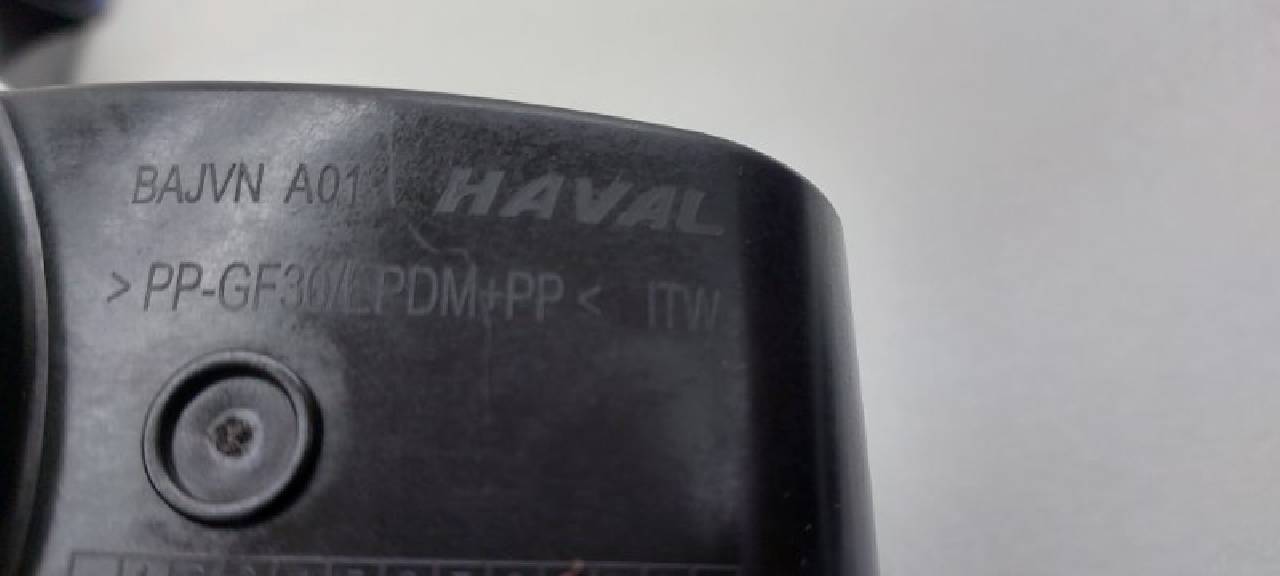 BAJVN A01 HAVAL
>PP-GF30/EPDM+PP< ITW